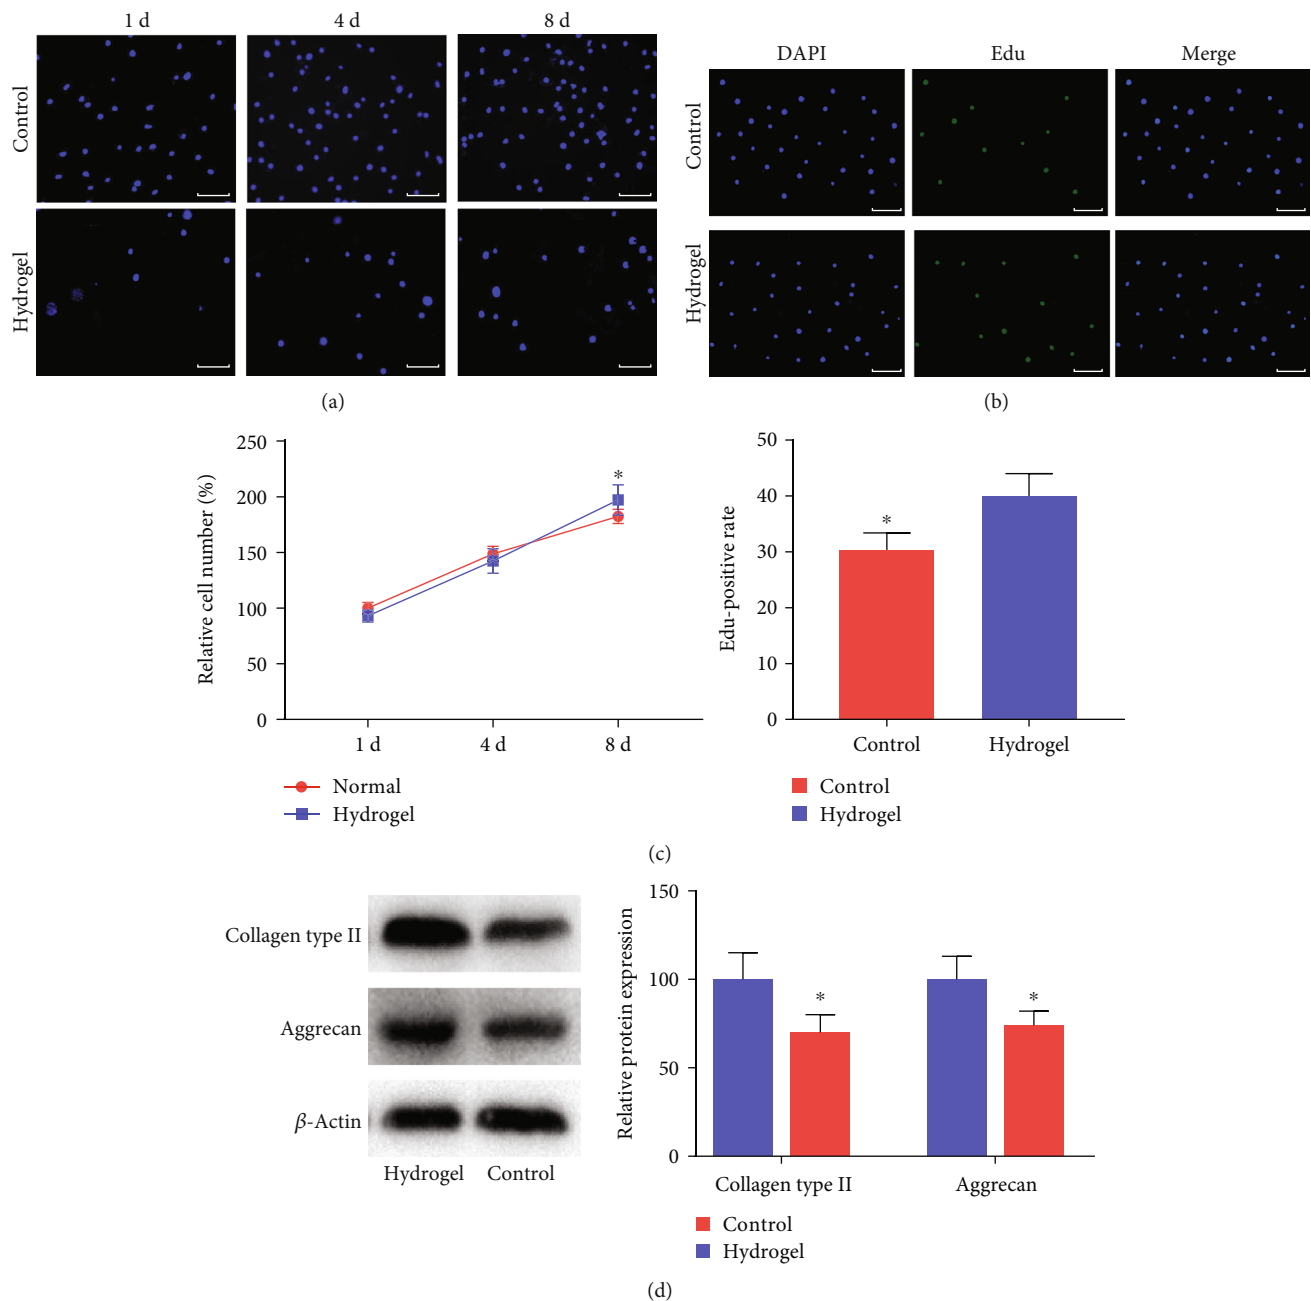 1 d 4 d 8 d
Control
Hydrogel
(a)
DAPI Edu Merge
Control
Hydrogel
(b)
Relative cell number (%)
250
200
150
100
50
0
*
1 d 4 d 8 d
Normal
Hydrogel
Edu-positive rate
50
40
30
20
10
0
*
Control Hydrogel
Control
Hydrogel
(c)
Collagen type II
Aggrecan
β-Actin
Hydrogel Control
Relative protein expression
150
100
50
0
* *
Collagen type II Aggrecan
Control
Hydrogel
(d)